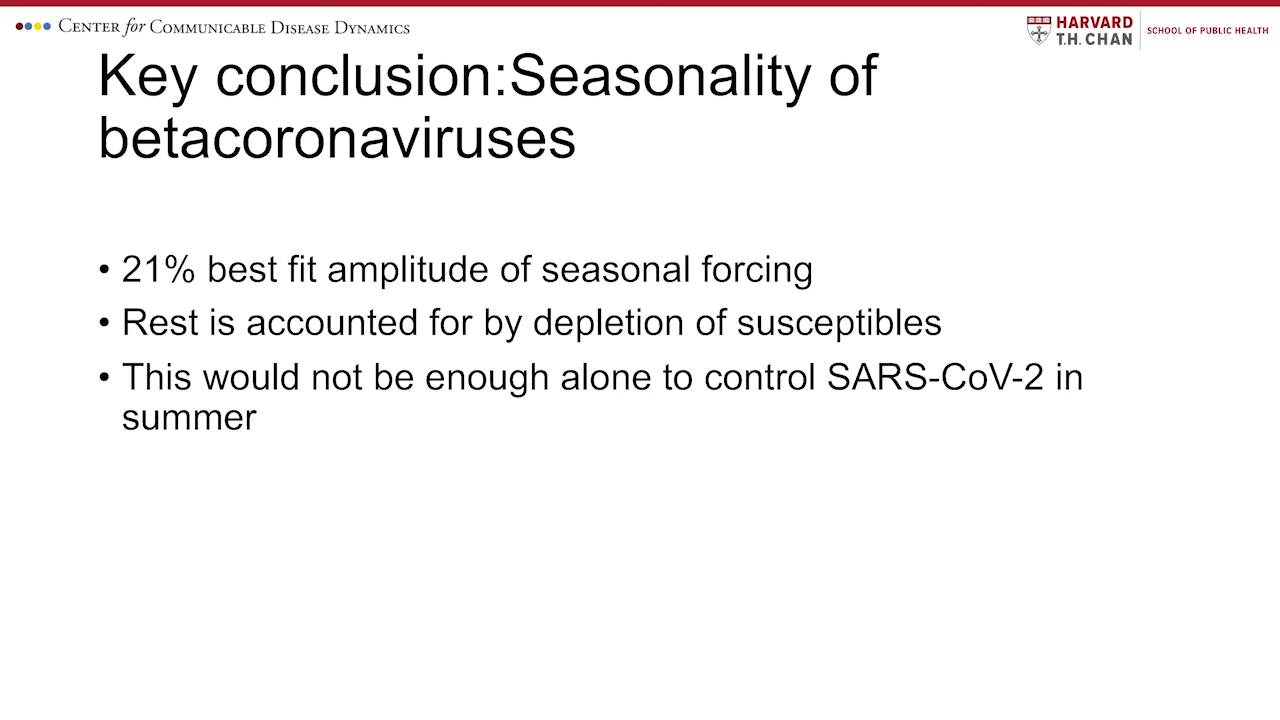 CENTER for COMMUNICABLE DISEASE DYNAMICS
HARVARD
T.H. CHAN
SCHOOL OF PUBLIC HEALTH
Key conclusion:Seasonality of
betacoronaviruses
• 21% best fit amplitude of seasonal forcing
• Rest is accounted for by depletion of susceptibles
• This would not be enough alone to control SARS-CoV-2 in
summer